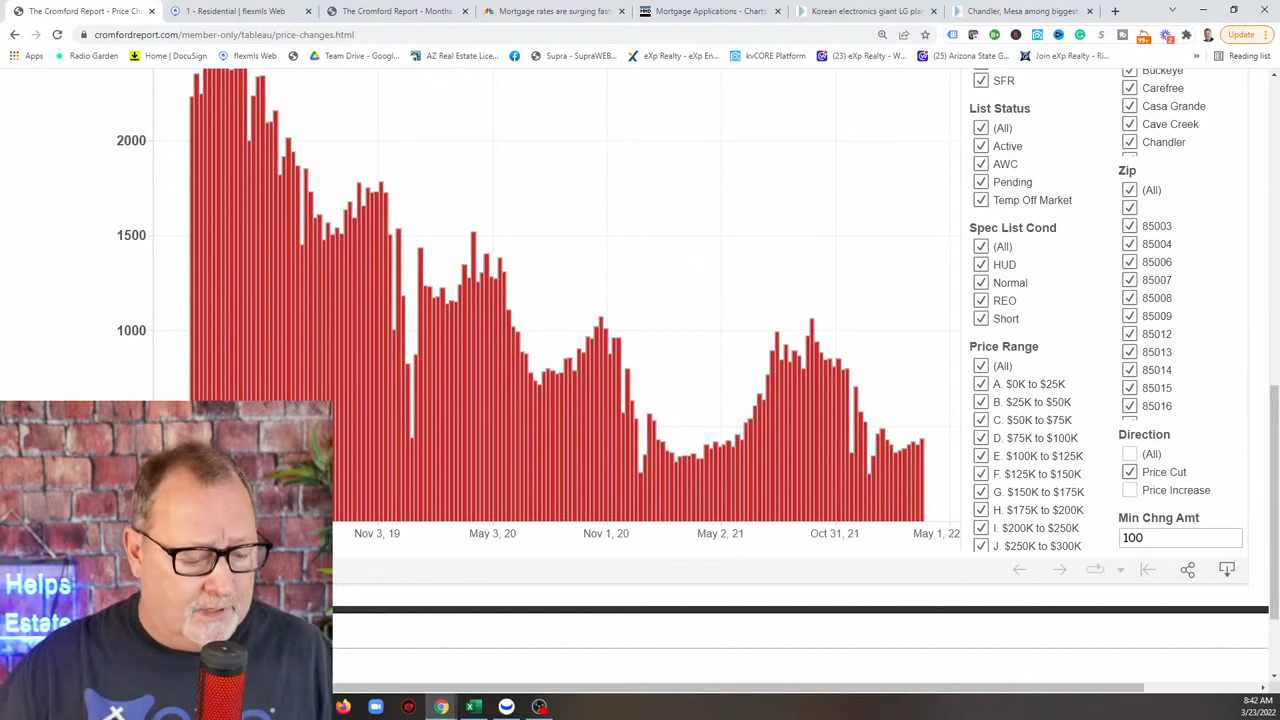 The Cromford Report - Price Ch
1 - Residential | flexmls Web
The Cromford Report - Months
Mortgage rates are surging fast
Mortgage Applications - Charts
Korean electronics giant LG plan
Chandler, Mesa among biggest
cromfordreport.com/member-only/tableau/price-changes.html
Update
Apps
Radio Garden
Home | DocuSign
flexmls Web
Team Drive - Googl...
AZ Real Estate Lice...
CTM - SupraWEB...
eXp Realty - eXp En...
kvCORE Platform
(23) eXp Realty - W...
(25) Arizona State G...
Join eXp Realty - Ri...
»
Reading list
99+
2000
1500
1000
Nov 3, 19
May 3, 20
Nov 1, 20
May 2, 21
Oct 31, 21
May 1, 22
SFR
List Status
(All)
Active
AWC
Pending
Temp Off Market
Spec List Cond
(All)
HUD
Normal
REO
Short
Price Range
(All)
A. $0K to $25K
B. $25K to $50K
C. $50K to $75K
D. $75K to $100K
E. $100K to $125K
F. $125K to $150K
G. $150K to $175K
H. $175K to $200K
I. $200K to $250K
J. $250K to $300K
Buckeye
Carefree
Casa Grande
Cave Creek
Chandler
Zip
(All)
85003
85004
85006
85007
85008
85009
85012
85013
85014
85015
85016
Direction
(All)
Price Cut
Price Increase
Min Chng Amt
100
Helps
Estate
8:42 AM
3/23/2022